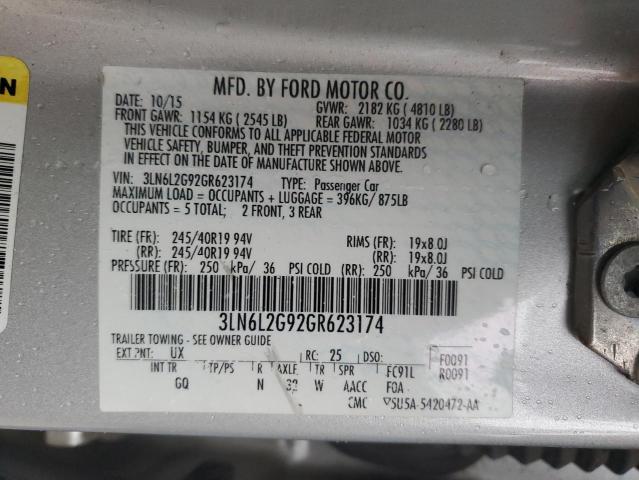 MFD. BY FORD MOTOR CO.
DATE: 10/15 GVWR: 2182 KG ( 4810 LB)
FRONT GAWR: 1154 KG ( 2545 LB) REAR GAWR: 1034 KG ( 2280 LB)
THIS VEHICLE CONFORMS TO ALL APPLICABLE FEDERAL MOTOR
VEHICLE SAFETY, BUMPER, AND THEFT PREVENTION STANDARDS
IN EFFECT ON THE DATE OF MANUFACTURE SHOWN ABOVE.
VIN: 3LN6L2G92GR623174 TYPE: Passenger Car
MAXIMUM LOAD = OCCUPANTS + LUGGAGE = 396KG/ 875LB
OCCUPANTS = 5 TOTAL; 2 FRONT, 3 REAR
TIRE (FR): 245/40R19 94V RIMS (FR): 19x8.0J
(RR): 245/40R19 94V (RR): 19x8.0J
PRESSURE (FR): 250 kPa/ 36 PSI COLD (RR): 250 kPa/ 36 PSI COLD
3LN6L2G92GR623174
TRAILER TOWING - SEE OWNER GUIDE
EXT PNT: UX RC: 25 DSO: F0091
INT TR TP/PS R AXLE TR SPR FC91L R0091
GQ N 32 W AACC FOA
CMC SU5A-5420472-AA